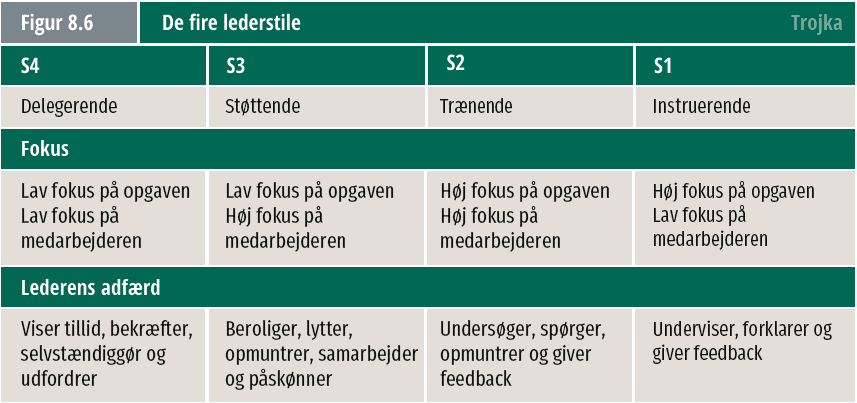 Figur 8.6
De fire lederstile
Trojka
S4
S3
S2
S1
Delegerende
Støttende
Trænende
Instruerende
Fokus
Lav fokus på opgaven
Lav fokus på
medarbejderen
Lav fokus på opgaven
Høj fokus på
medarbejderen
Høj fokus på opgaven
Høj fokus på
medarbejderen
Høj fokus på opgaven
Lav fokus på
medarbejderen
Lederens adfærd
Viser tillid, bekræfter,
selvstændiggør og
udfordrer
Beroliger, lytter,
opmuntrer, samarbejder
og påskønner
Undersøger, spørger,
opmuntrer og giver
feedback
Underviser, forklarer og
giver feedback